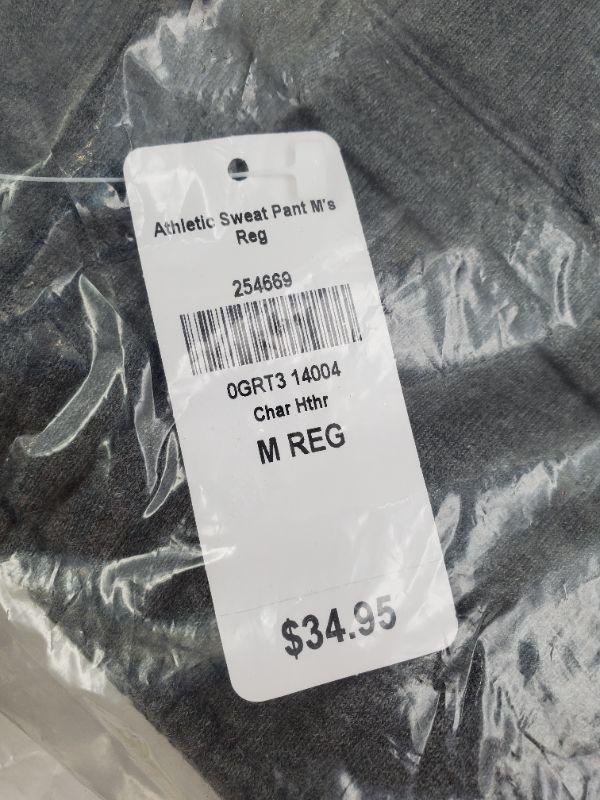 Athletic Sweat Pant M's
Reg
254669
0GRT3 14004
Char Hthr
M REG
$34.95